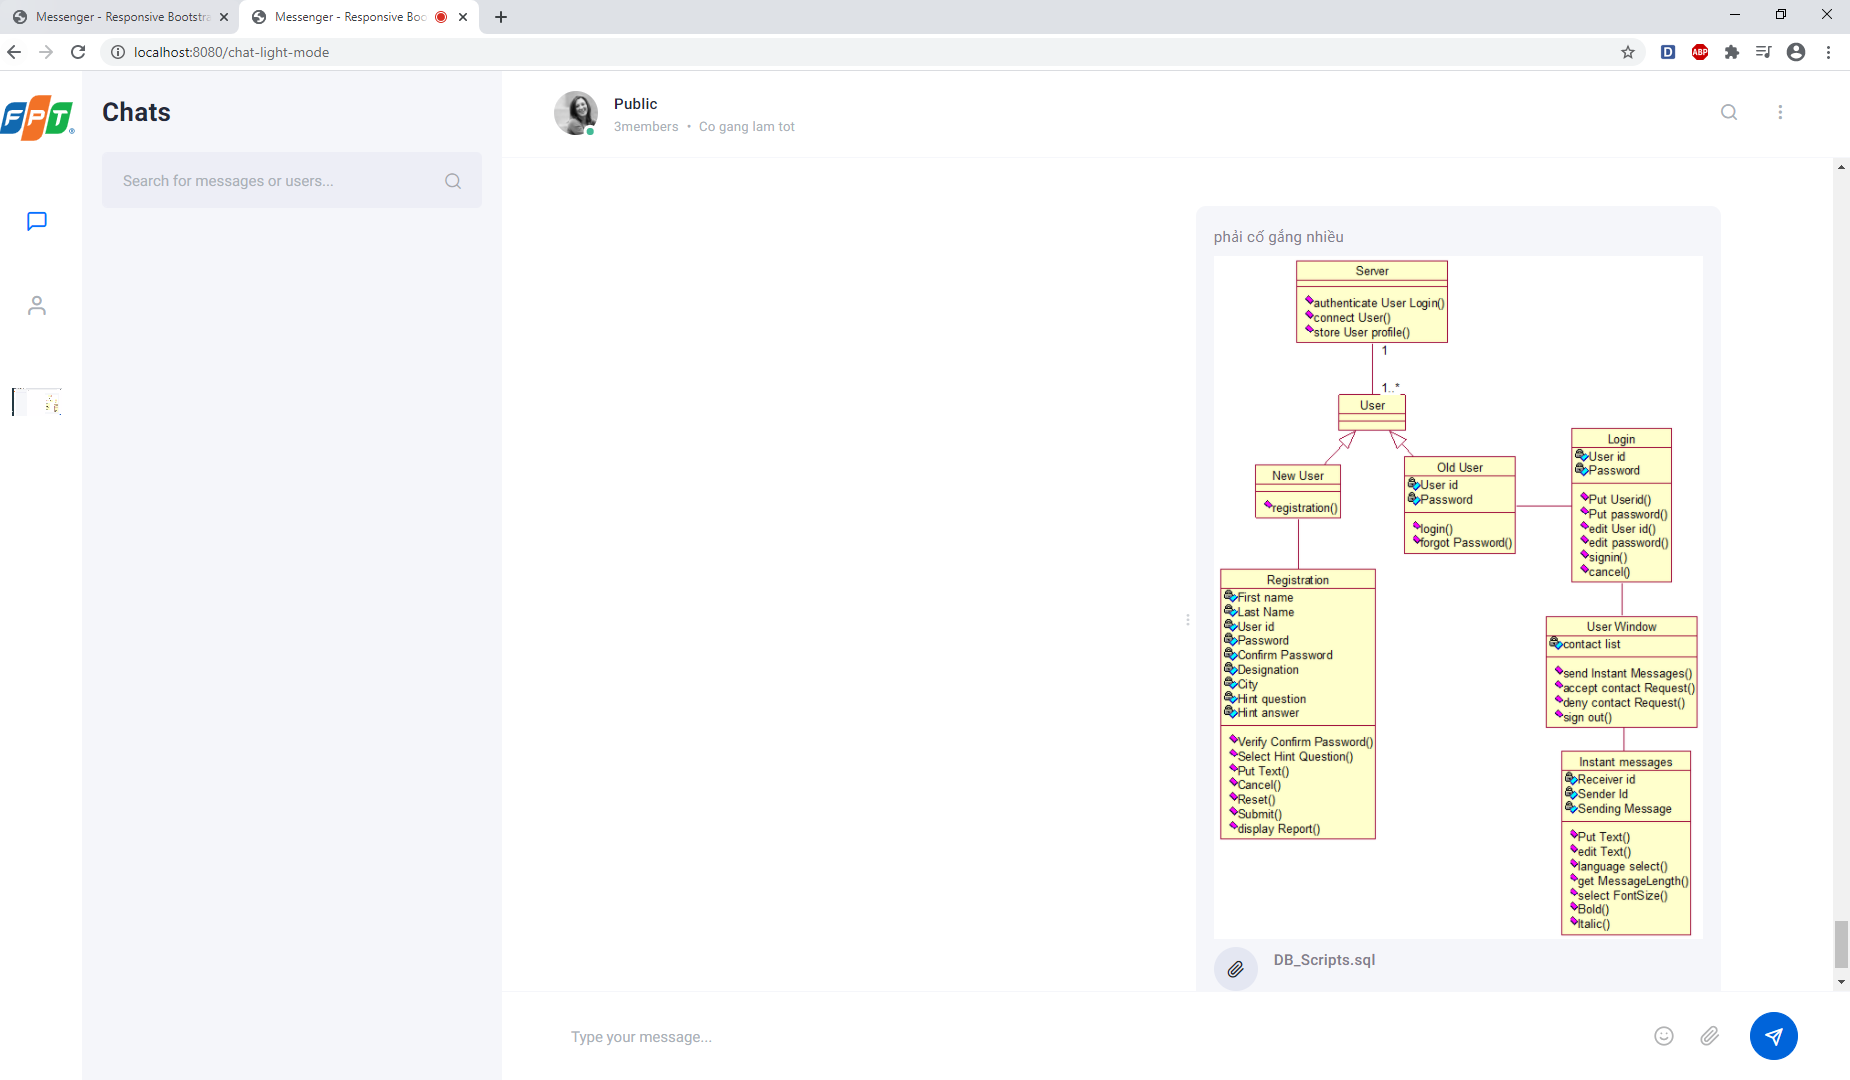 Messenger - Responsive Bootstra
Messenger - Responsive Boo
localhost:8080/chat-light-mode
D
ABP
FPT
®
Chats
Search for messages or users...
Public
3members • Co gang lam tot
phải cố gắng nhiều
Server
authenticate User Login()
connect User()
store User profile()
1
1..*
User
New User
registration()
Old User
User id
Password
login()
forgot Password()
Login
User id
Password
Put Userid()
Put password()
edit User id()
edit password()
signin()
cancel()
Registration
First name
Last Name
User id
Password
Confirm Password
Designation
City
Hint question
Hint answer
Verify Confirm Password()
Select Hint Question()
Put Text()
Cancel()
Reset()
Submit()
display Report()
User Window
contact list
send Instant Messages()
accept contact Request()
deny contact Request()
sign out()
Instant messages
Receiver id
Sender Id
Sending Message
Put Text()
edit Text()
language select()
get MessageLength()
select FontSize()
Bold()
Italic()
DB_Scripts.sql
Type your message...